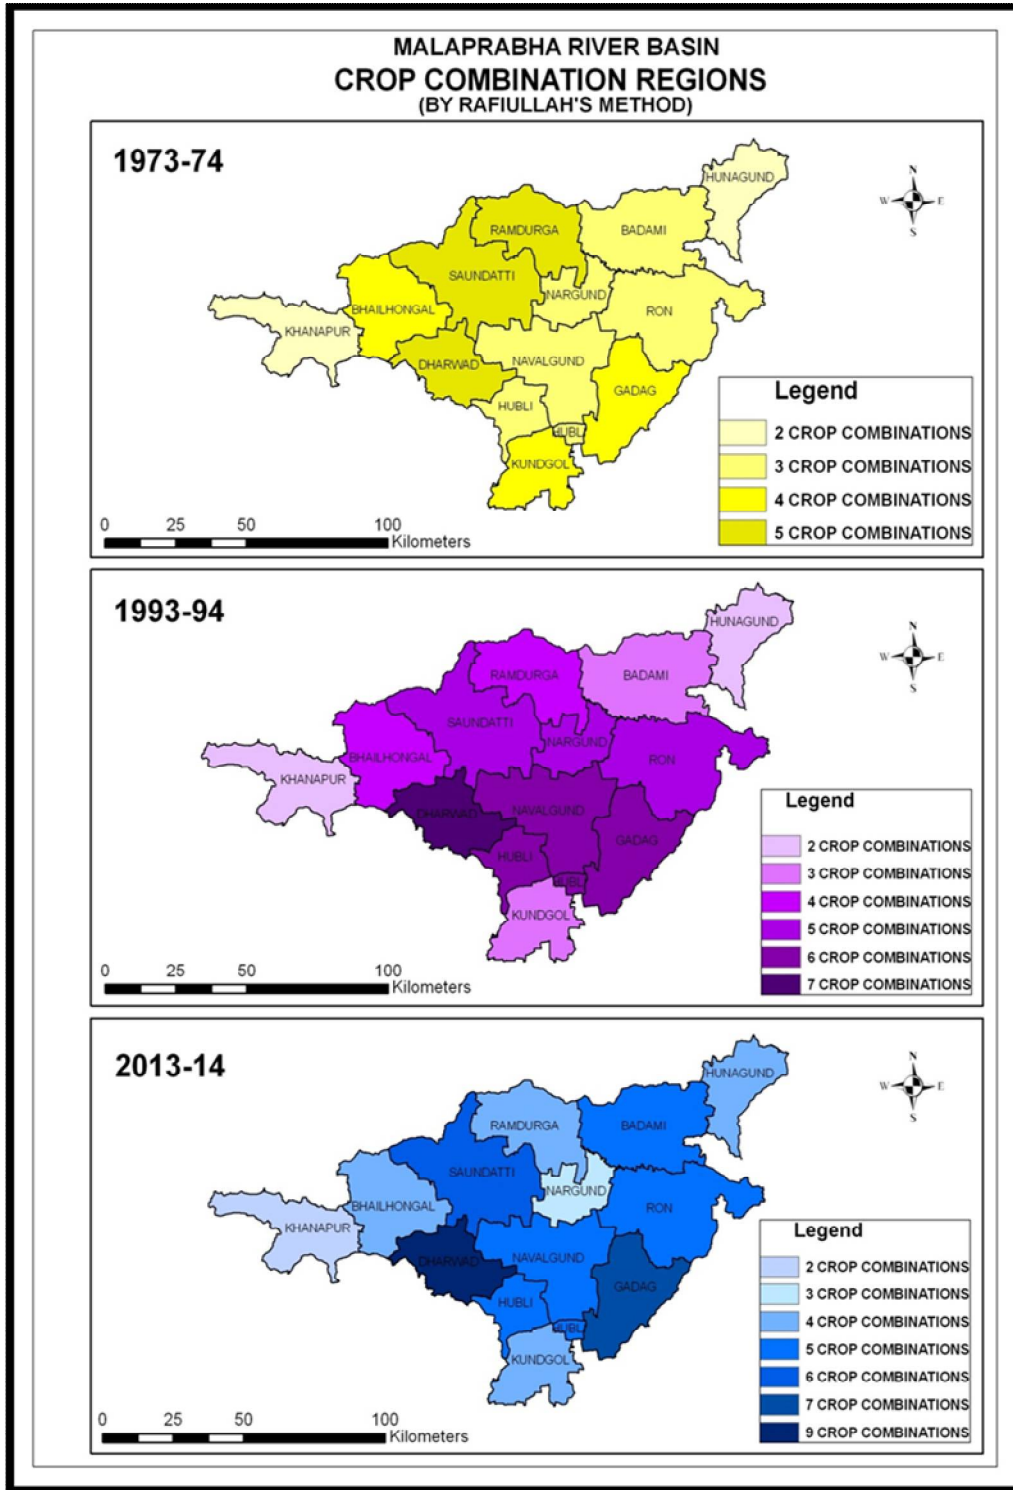 MALAPRABHA RIVER BASIN
CROP COMBINATION REGIONS
(BY RAFIULLAH'S METHOD)
1973-74
HUNAGUND
N
W E
S
RAMDURGA
BADAMI
SAUNDATTI
NARGUND
BHAILHONGAL
RON
KHANAPUR
DHARWAD
NAVALGUND
GADAG
HUBLI
HUBL
KUNDGOL
Legend
2 CROP COMBINATIONS
3 CROP COMBINATIONS
4 CROP COMBINATIONS
5 CROP COMBINATIONS
0 25 50 100
Kilometers
1993-94
HUNAGUND
N
W E
S
RAMDURGA
BADAMI
SAUNDATTI
NARGUND
BHAILHONGAL
RON
KHANAPUR
DHARWAD
NAVALGUND
GADAG
HUBLI
HUBL
KUNDGOL
Legend
2 CROP COMBINATIONS
3 CROP COMBINATIONS
4 CROP COMBINATIONS
5 CROP COMBINATIONS
6 CROP COMBINATIONS
7 CROP COMBINATIONS
0 25 50 100
Kilometers
2013-14
HUNAGUND
N
W E
S
RAMDURGA
BADAMI
SAUNDATTI
NARGUND
BHAILHONGAL
RON
KHANAPUR
DHARWAD
NAVALGUND
GADAG
HUBLI
HUBL
KUNDGOL
Legend
2 CROP COMBINATIONS
3 CROP COMBINATIONS
4 CROP COMBINATIONS
5 CROP COMBINATIONS
6 CROP COMBINATIONS
7 CROP COMBINATIONS
9 CROP COMBINATIONS
0 25 50 100
Kilometers